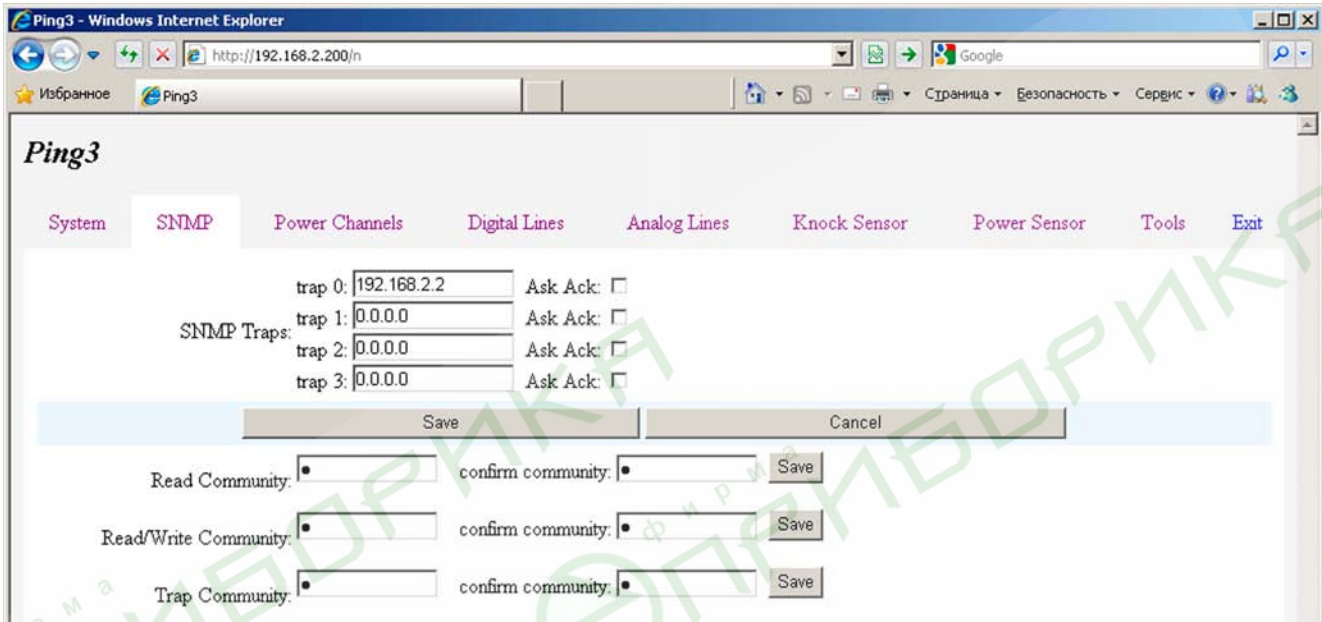 Ping3 - Windows Internet Explorer
http://192.168.2.200/n
Google
Избранное
Ping3
Страница
Безопасность
Сервис
Ping3
System
SNMP
Power Channels
Digital Lines
Analog Lines
Knock Sensor
Power Sensor
Tools
Exit
SNMP Traps:
trap 0: 192.168.2.2 Ask Ack:
trap 1: 0.0.0.0 Ask Ack:
trap 2: 0.0.0.0 Ask Ack:
trap 3: 0.0.0.0 Ask Ack:
Save Cancel
Read Community: confirm community: Save
Read/Write Community: confirm community: Save
Trap Community: confirm community: Save
фирма
АПРИБОРИКА